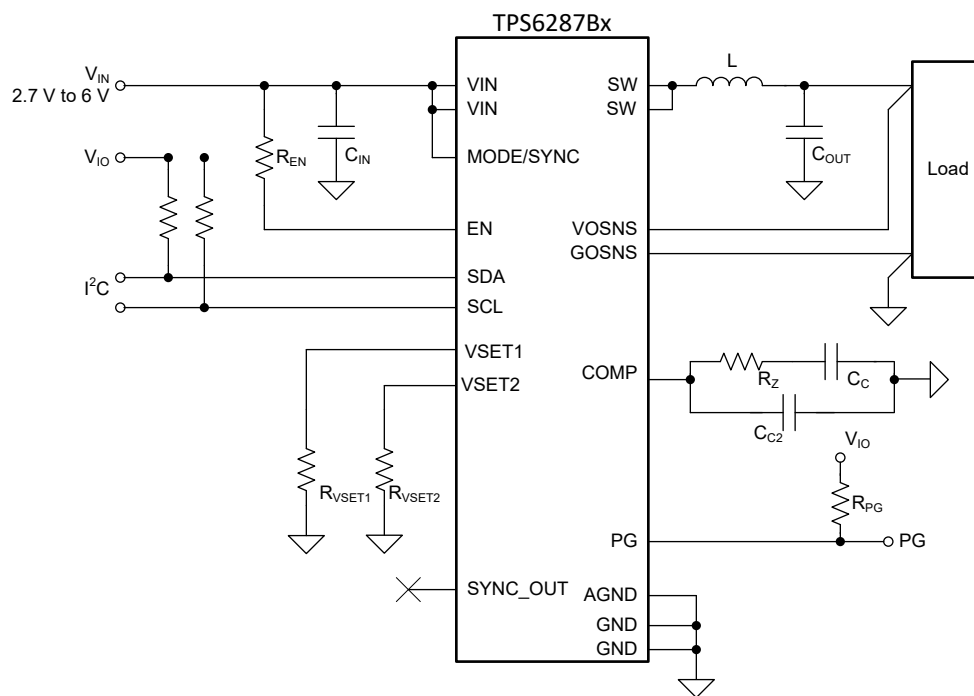 TPS6287Bx
V_IN
2.7 V to 6 V
V_IO
R_EN
C_IN
I²C
VIN
VIN
MODE/SYNC
EN
SDA
SCL
VSET1
VSET2
R_VSET1
R_VSET2
SYNC_OUT
SW
SW
L
C_OUT
Load
VOSNS
GOSNS
COMP
R_Z
C_C
C_C2
V_IO
R_PG
PG
PG
AGND
GND
GND